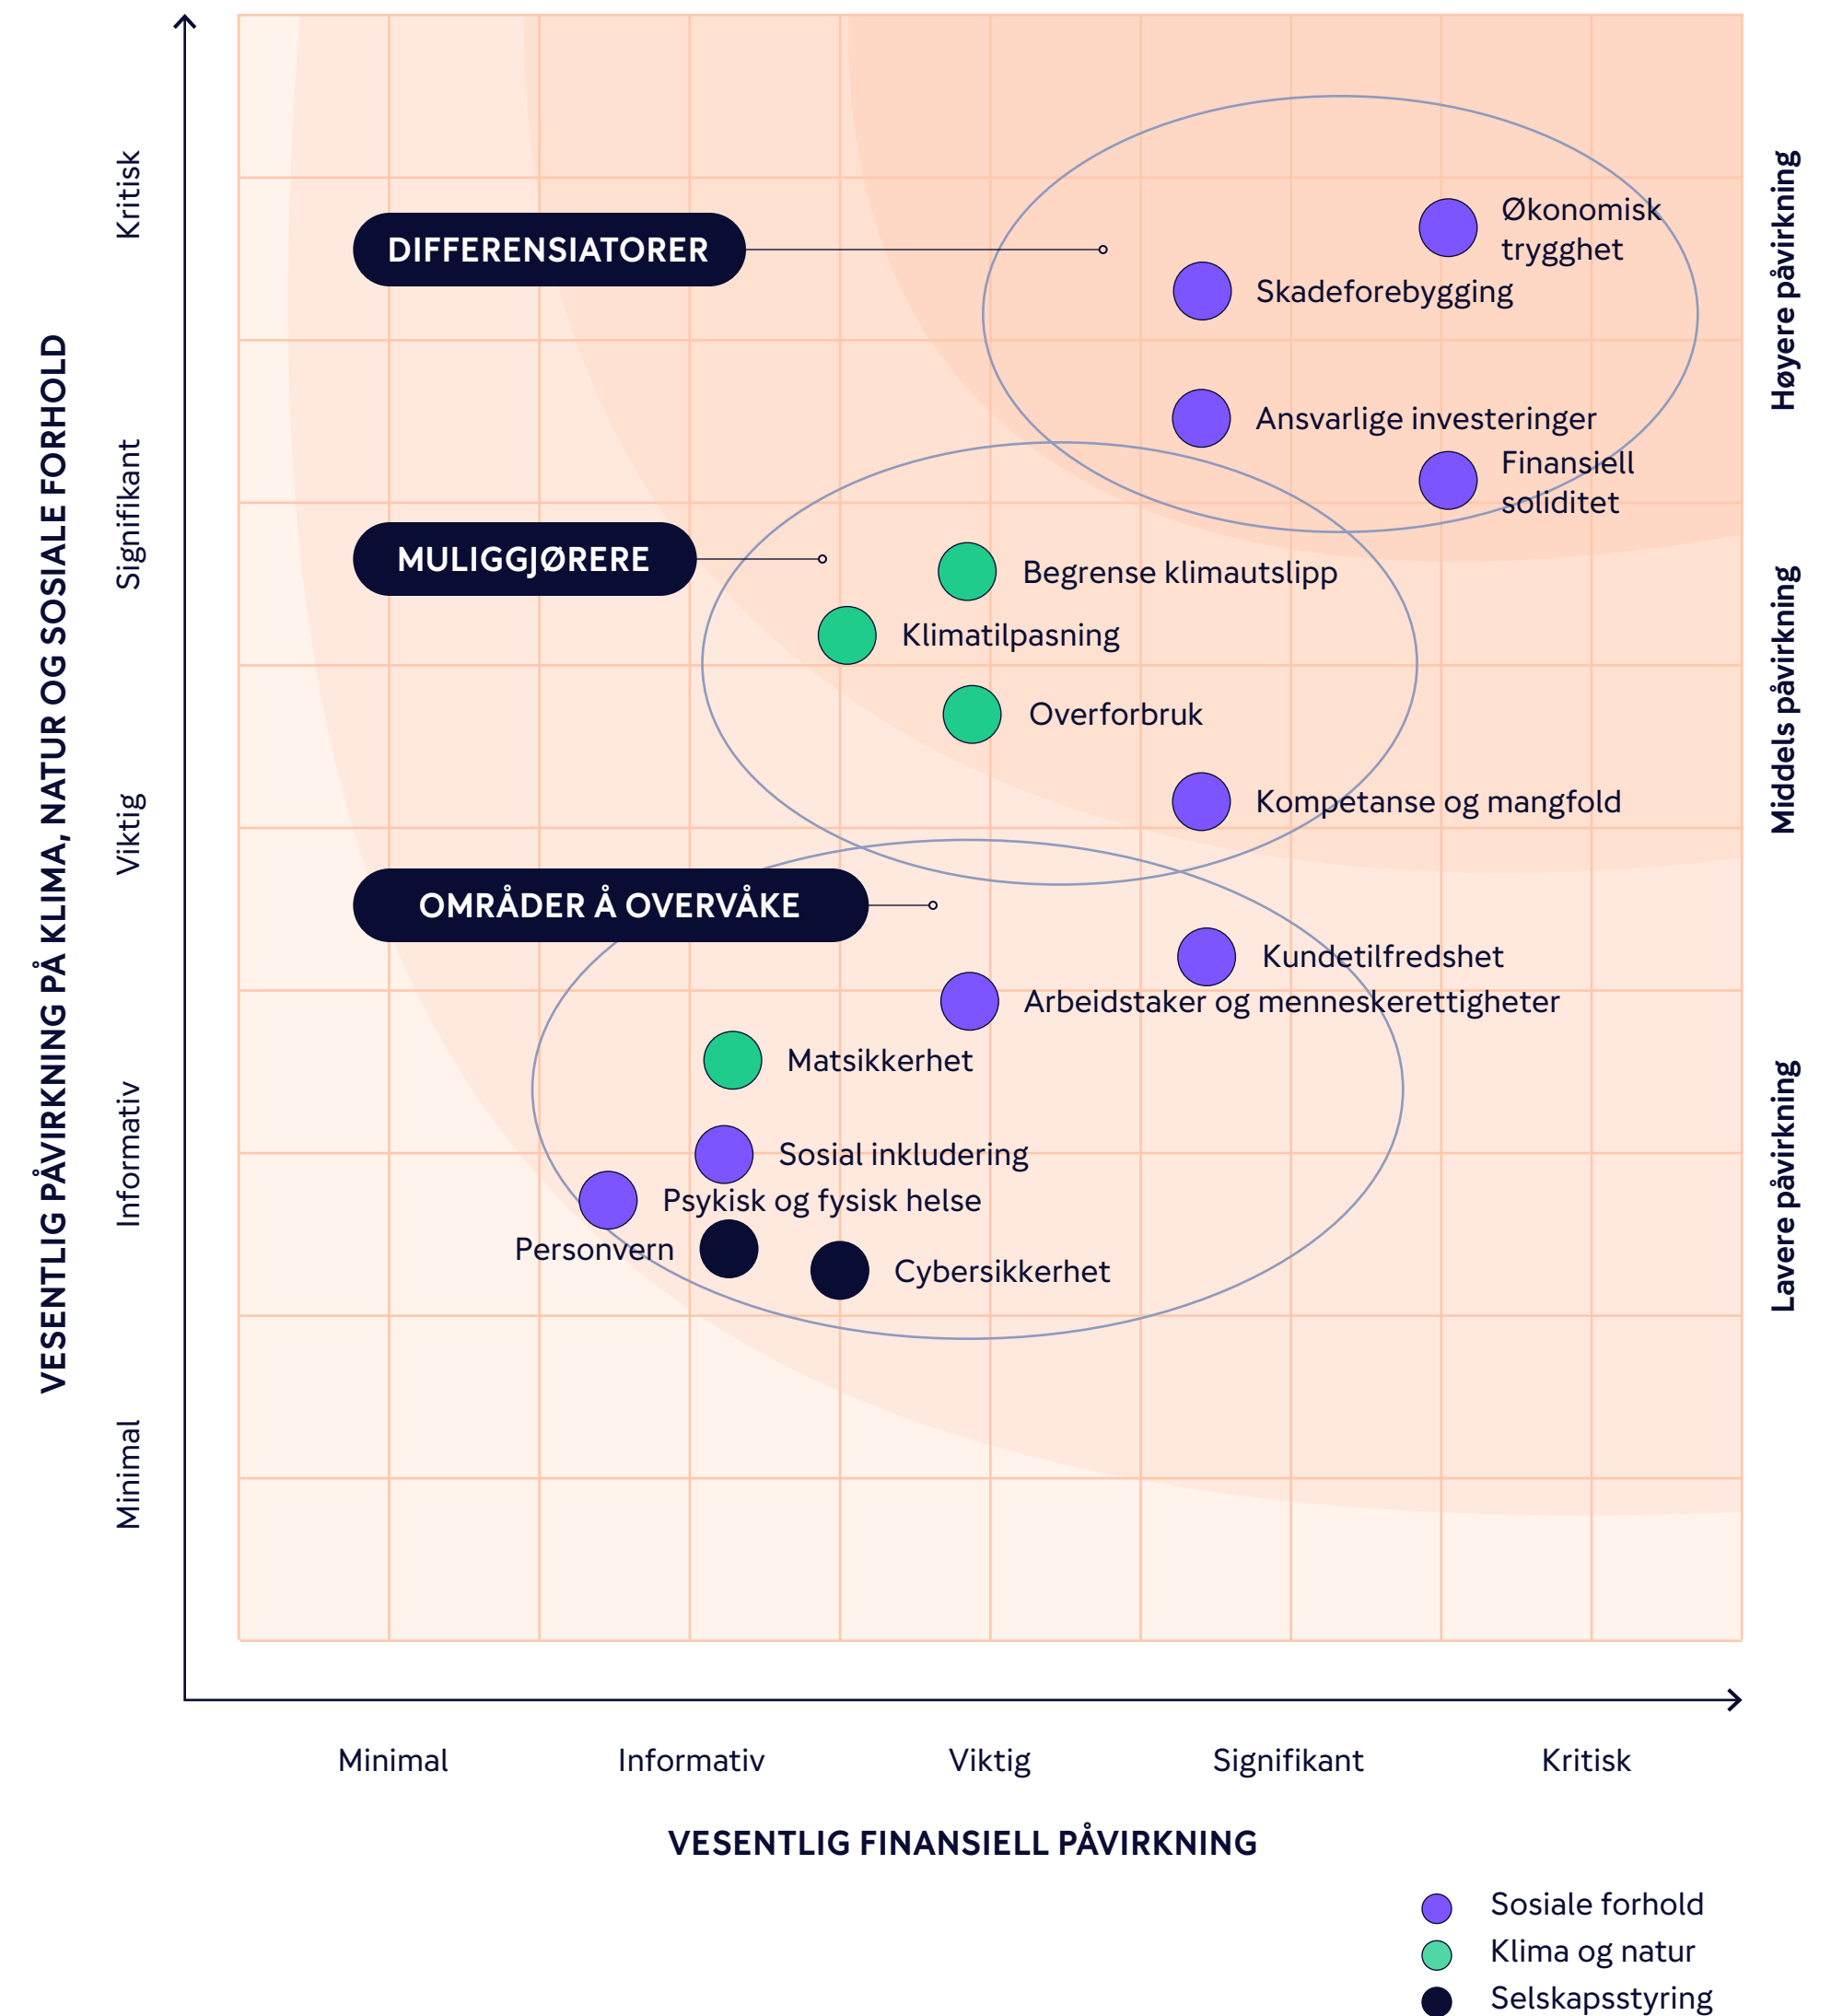 VESENTLIG PÅVIRKNING PÅ KLIMA, NATUR OG SOSIALE FORHOLD
Kritisk
Signifikant
Viktig
Informativ
Minimal
DIFFERENSIATORER
Økonomisk
trygghet
Skadeforebygging
Ansvarlige investeringer
Finansiell
soliditet
MULIGGJØRERE
Begrense klimautslipp
Klimatilpasning
Overforbruk
Kompetanse og mangfold
OMRÅDER Å OVERVÅKE
Kundetilfredshet
Arbeidstaker og menneskerettigheter
Matsikkerhet
Sosial inkludering
Psykisk og fysisk helse
Personvern
Cybersikkerhet
Høyere påvirkning
Middels påvirkning
Lavere påvirkning
Minimal
Informativ
Viktig
Signifikant
Kritisk
VESENTLIG FINANSIELL PÅVIRKNING
Sosiale forhold
Klima og natur
Selskapsstyring